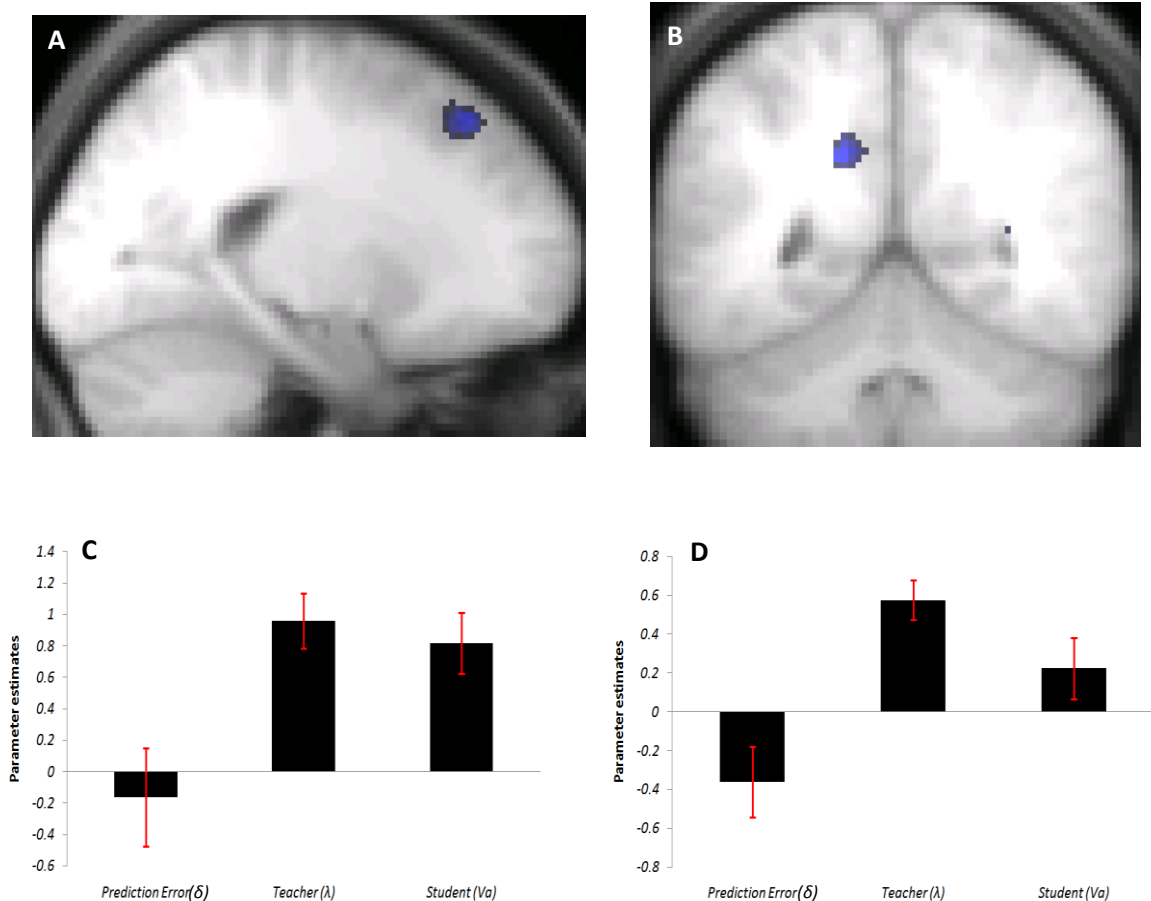 A
B
C
1.4
1.2
1
0.8
0.6
0.4
0.2
0
-0.2
-0.4
-0.6
Parameter estimates
Prediction Error(δ) Teacher (λ) Student (Va)
D
0.8
0.6
0.4
0.2
0
-0.2
-0.4
-0.6
-0.8
Parameter estimates
Prediction Error(δ) Teacher (λ) Student (Va)